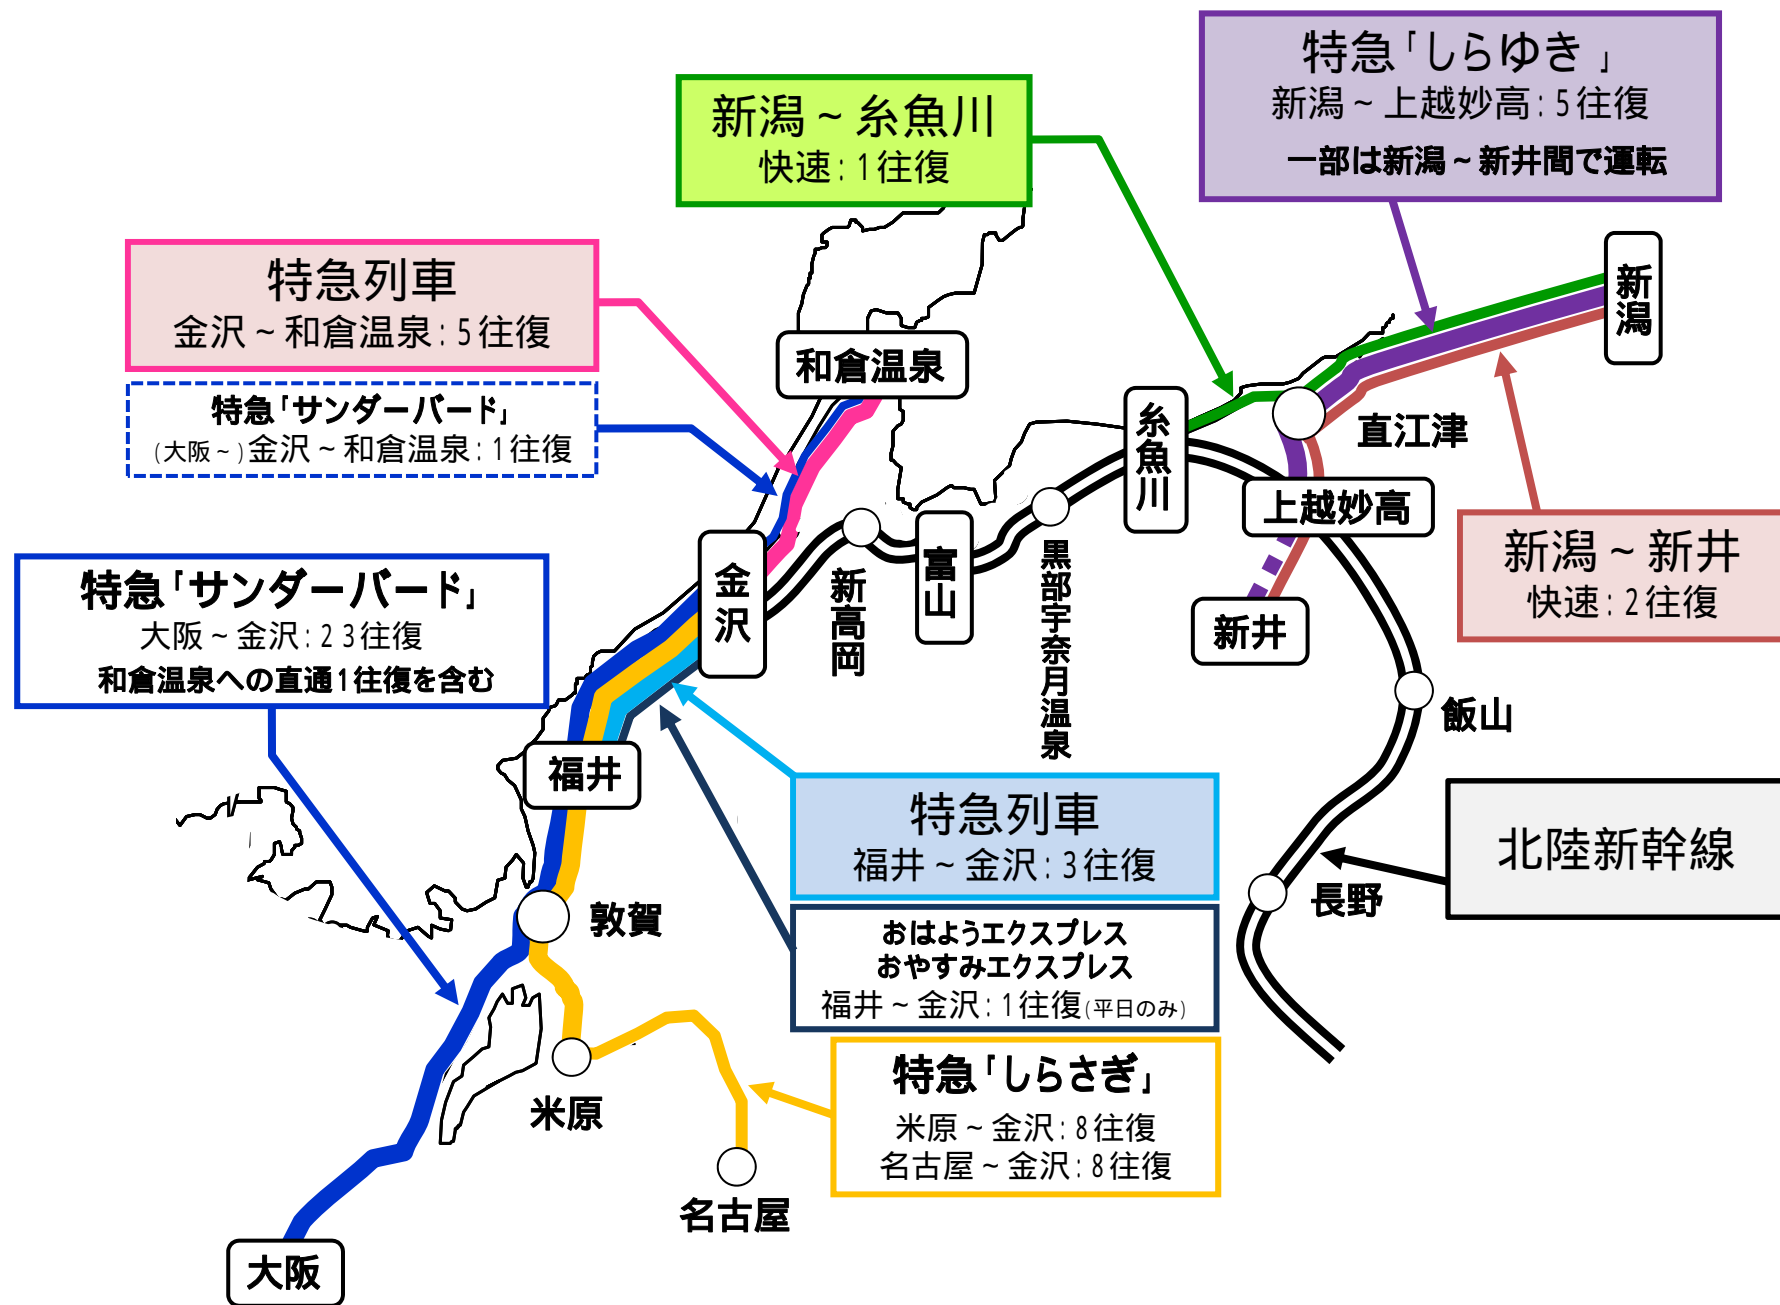 特急「しらゆき」
新潟~上越妙高:5往復
一部は新潟~新井間で運転
新潟~糸魚川
快速:1往復
特急列車
金沢~和倉温泉:5往復
特急「サンダーバード」
(大阪~)金沢~和倉温泉:1往復
新潟
和倉温泉
糸魚川
直江津
上越妙高
特急「サンダーバード」
大阪~金沢:23往復
和倉温泉への直通1往復を含む
金沢
新高岡
富山
黒部宇奈月温泉
新井
新潟~新井
快速:2往復
飯山
福井
特急列車
福井~金沢:3往復
北陸新幹線
長野
敦賀
おはようエクスプレス
おやすみエクスプレス
福井~金沢:1往復(平日のみ)
特急「しらさぎ」
米原~金沢:8往復
名古屋~金沢:8往復
米原
名古屋
大阪